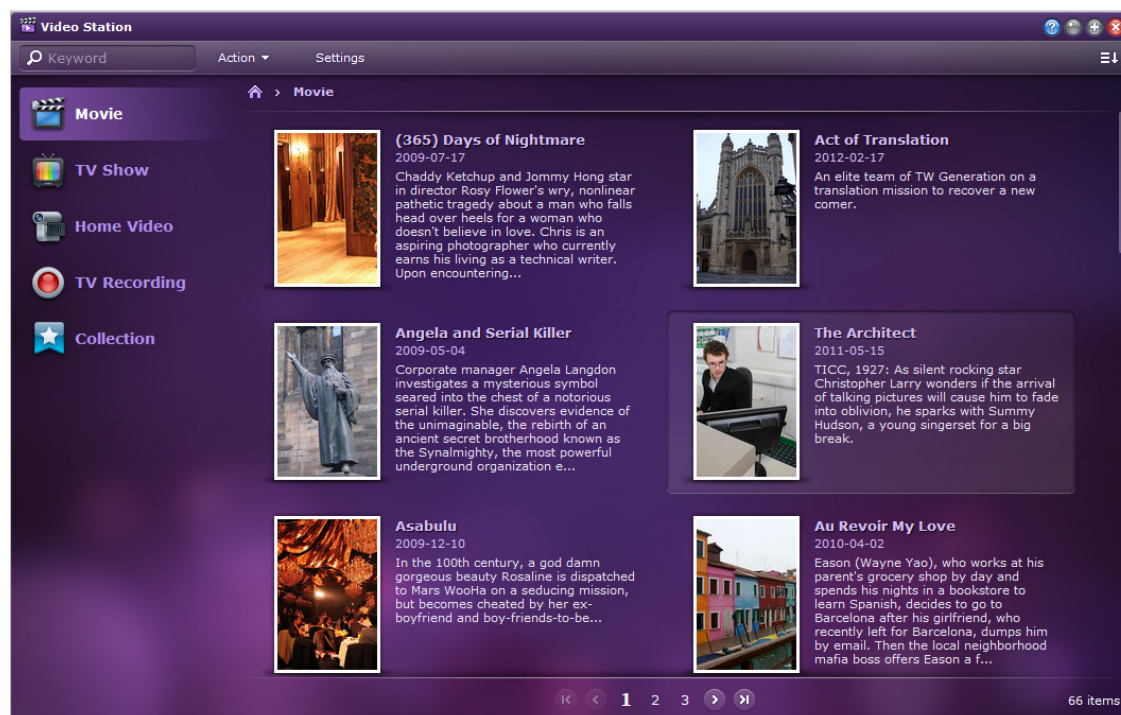 Video Station
Keyword
Action
Settings
Movie
TV Show
Home Video
TV Recording
Collection
Movie
(365) Days of Nightmare
2009-07-17
Chaddy Ketchup and Jommy Hong star
in director Rosy Flower's wry, nonlinear
pathetic tragedy about a man who falls
head over heels for a woman who
doesn't believe in love. Chris is an
aspiring photographer who currently
earns his living as a technical writer.
Upon encountering...
Act of Translation
2012-02-17
An elite team of TW Generation on a
translation mission to recover a new
comer.
Angela and Serial Killer
2009-05-04
Corporate manager Angela Langdon
investigates a mysterious symbol
seared into the chest of a notorious
serial killer. She discovers evidence of
the unimaginable, the rebirth of an
ancient secret brotherhood known as
the Synalmighty, the most powerful
underground organization e...
The Architect
2011-05-15
TICC, 1927: As silent rocking star
Christopher Larry wonders if the arrival
of talking pictures will cause him to fade
into oblivion, he sparks with Summy
Hudson, a young singerset for a big
break.
Asabulu
2009-12-10
In the 100th century, a god damn
gorgeous beauty Rosaline is dispatched
to Mars WooHa on a seducing mission,
but becomes cheated by her ex-
boyfriend and boy-friends-to-be...
Au Revoir My Love
2010-04-02
Eason (Wayne Yao), who works at his
parent's grocery shop by day and
spends his nights in a bookstore to
learn Spanish, decides to go to
Barcelona after his girlfriend, who
recently left for Barcelona, dumps him
by email. Then the local neighborhood
mafia boss offers Eason a f...
1 2 3
66 items